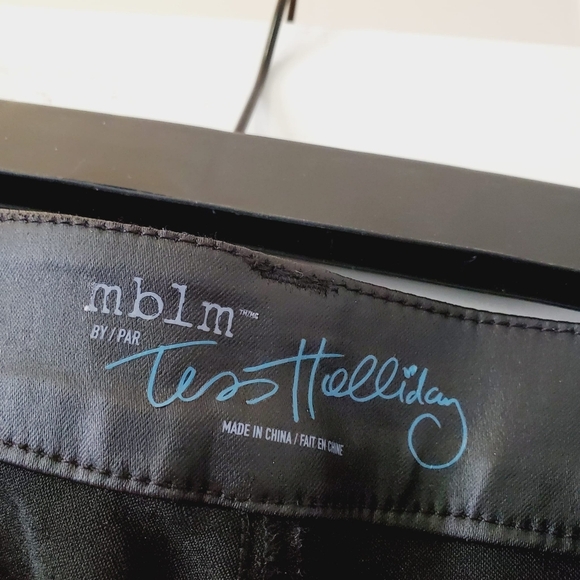 mblm™/MC
BY / PAR
Tess Holliday
MADE IN CHINA / FAIT EN CHINE